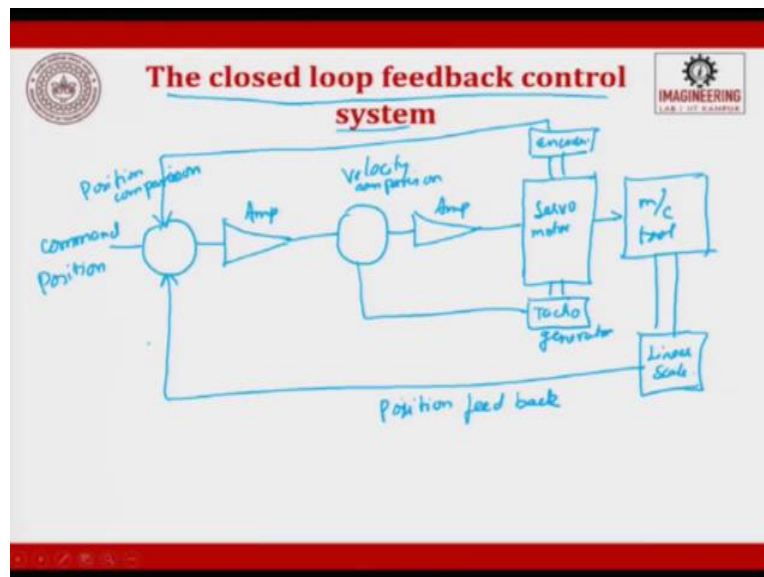 The closed loop feedback control
system
IMAGINEERING
LAB | IIT KANPUR
Encoder
Position
comparison
Velocity
comparison
Amp
Amp
Servo
motor
m/c
tool
command
Position
Tacho
generator
Linear
Scale
Position feed back